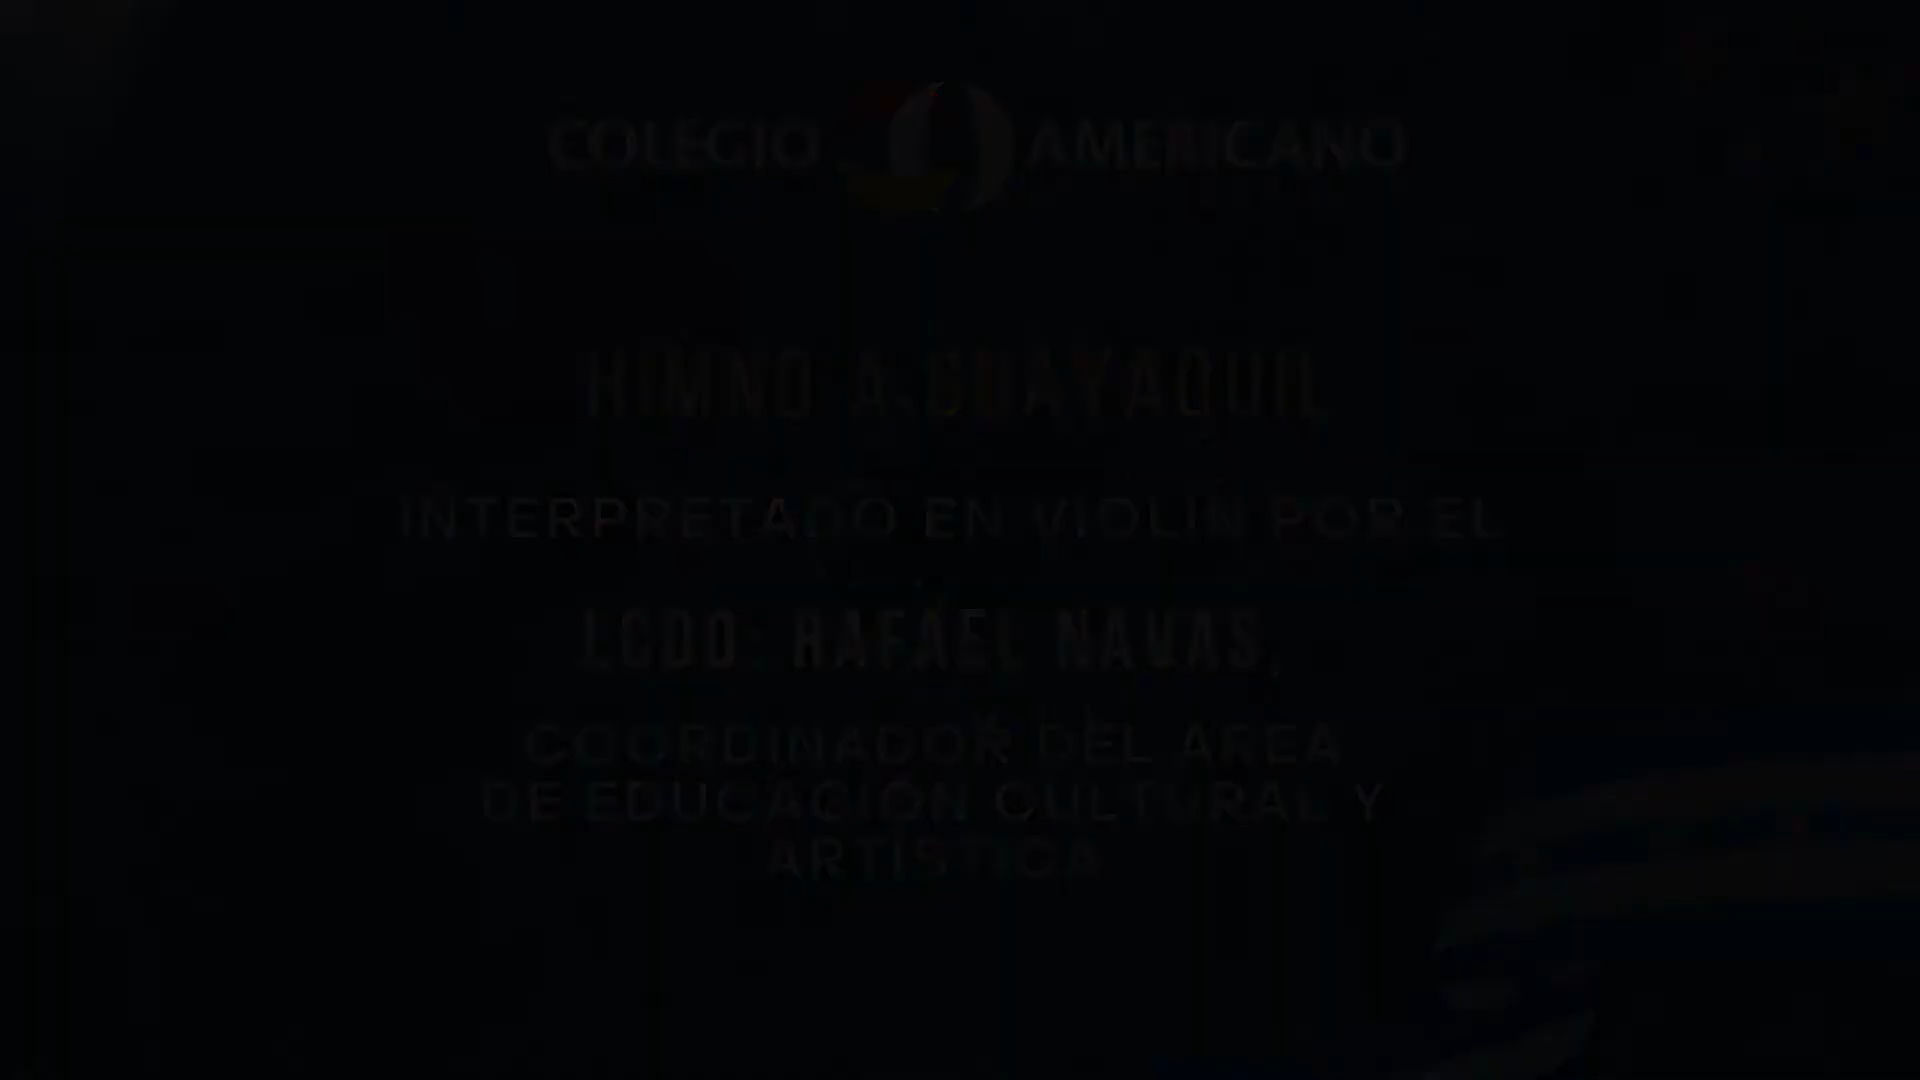 COLEGIO AMERICANO
HIMNO A GUAYAQUIL
INTERPRETADO EN VIOLIN POR EL
LCDO. RAFAEL NAVAS,
COORDINADOR DEL AREA
DE EDUCACION CULTURAL Y
ARTISTICA